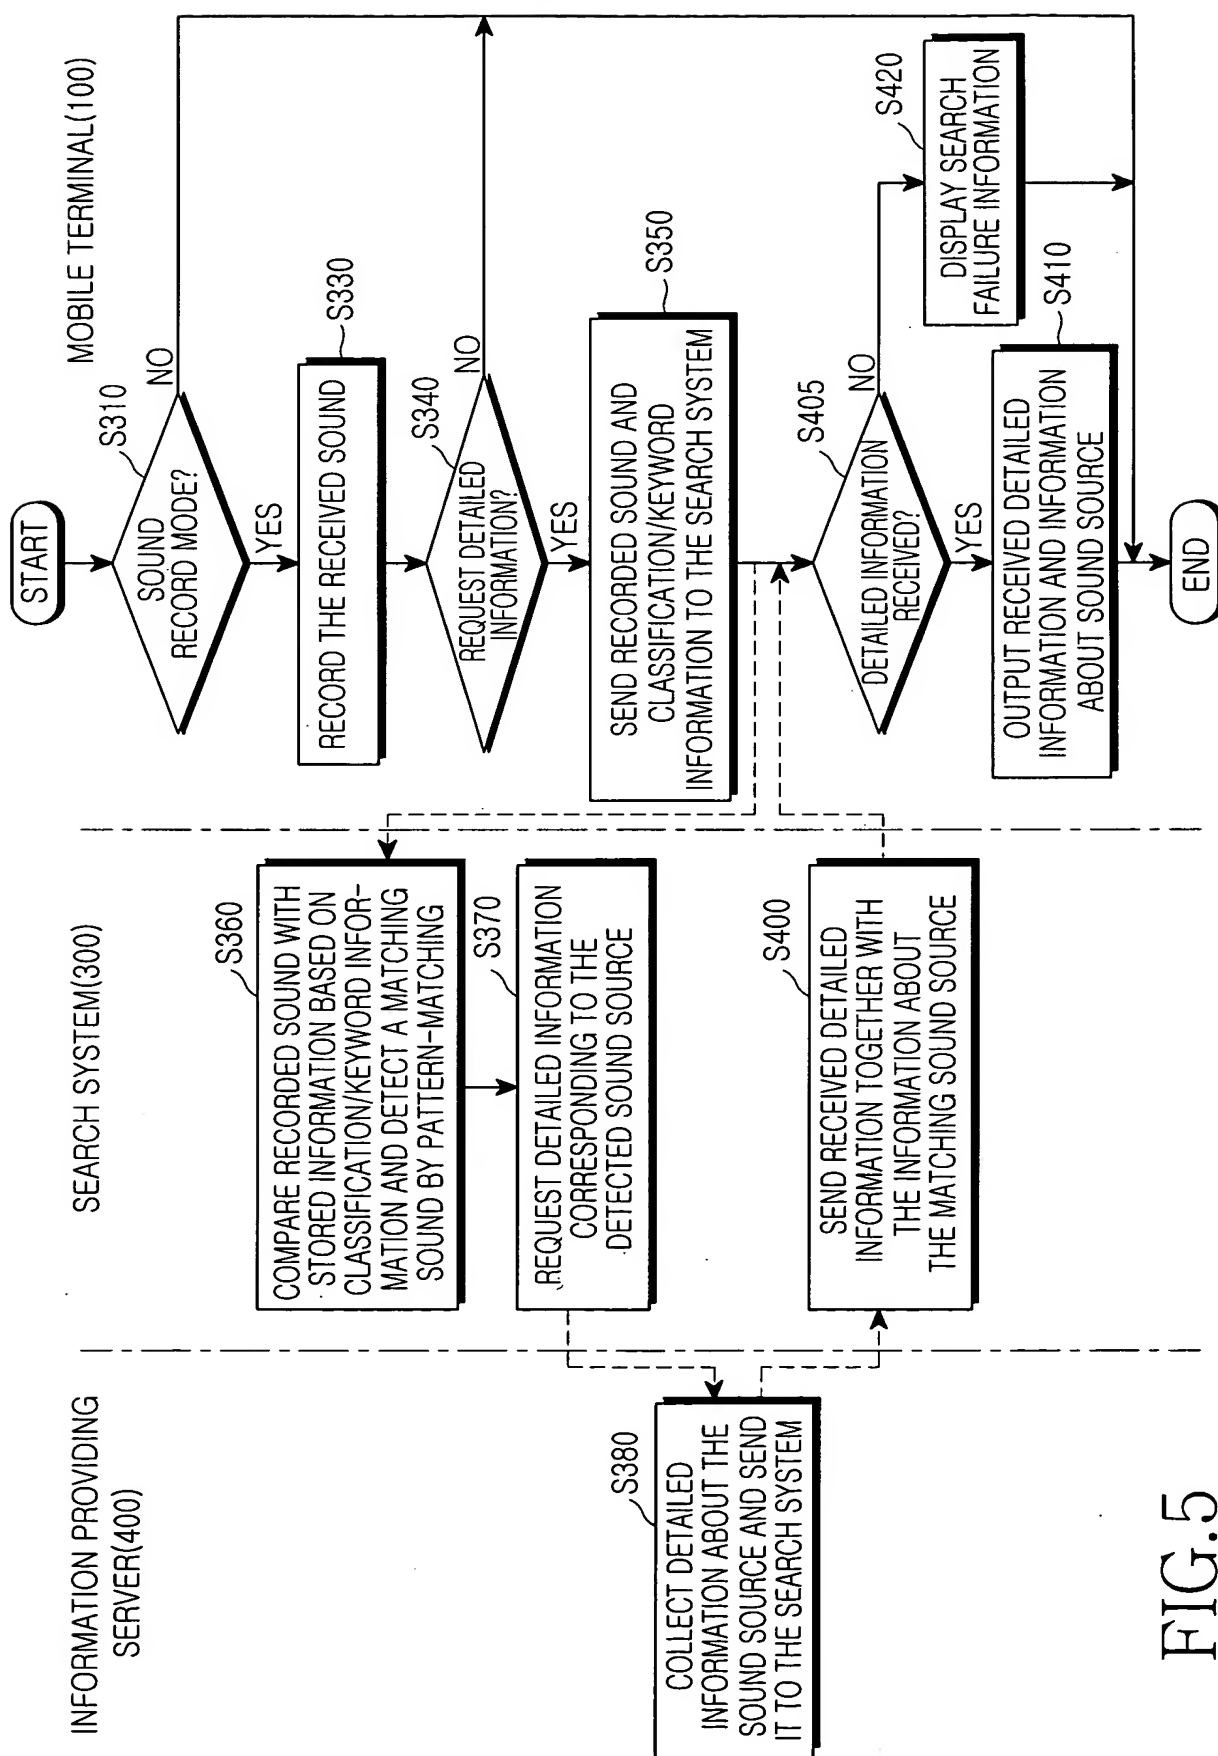 INFORMATION PROVIDING
SERVER(400)
SEARCH SYSTEM(300)
MOBILE TERMINAL(100)
START
S310
SOUND
RECORD MODE?
NO
YES
S330
RECORD THE RECEIVED SOUND
S340
REQUEST DETAILED
INFORMATION?
NO
YES
S350
SEND RECORDED SOUND AND
CLASSIFICATION/KEYWORD
INFORMATION TO THE SEARCH SYSTEM
S360
COMPARE RECORDED SOUND WITH
STORED INFORMATION BASED ON
CLASSIFICATION/KEYWORD INFOR-
MATION AND DETECT A MATCHING
SOUND BY PATTERN-MATCHING
S370
REQUEST DETAILED INFORMATION
CORRESPONDING TO THE
DETECTED SOUND SOURCE
S380
COLLECT DETAILED
INFORMATION ABOUT THE
SOUND SOURCE AND SEND
IT TO THE SEARCH SYSTEM
S400
SEND RECEIVED DETAILED
INFORMATION TOGETHER WITH
THE INFORMATION ABOUT
THE MATCHING SOUND SOURCE
S405
DETAILED INFORMATION
RECEIVED?
NO
YES
S420
DISPLAY SEARCH
FAILURE INFORMATION
S410
OUTPUT RECEIVED DETAILED
INFORMATION AND INFORMATION
ABOUT SOUND SOURCE
END
FIG.5